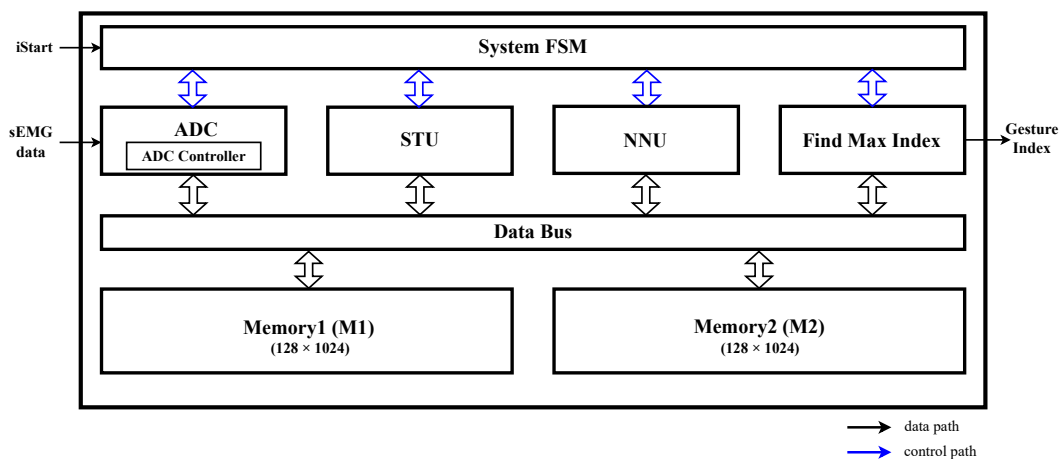 iStart
System FSM
sEMG
data
ADC
ADC Controller
STU
NNU
Find Max Index
Gesture
Index
Data Bus
Memory1 (M1)
(128 × 1024)
Memory2 (M2)
(128 × 1024)
data path
control path